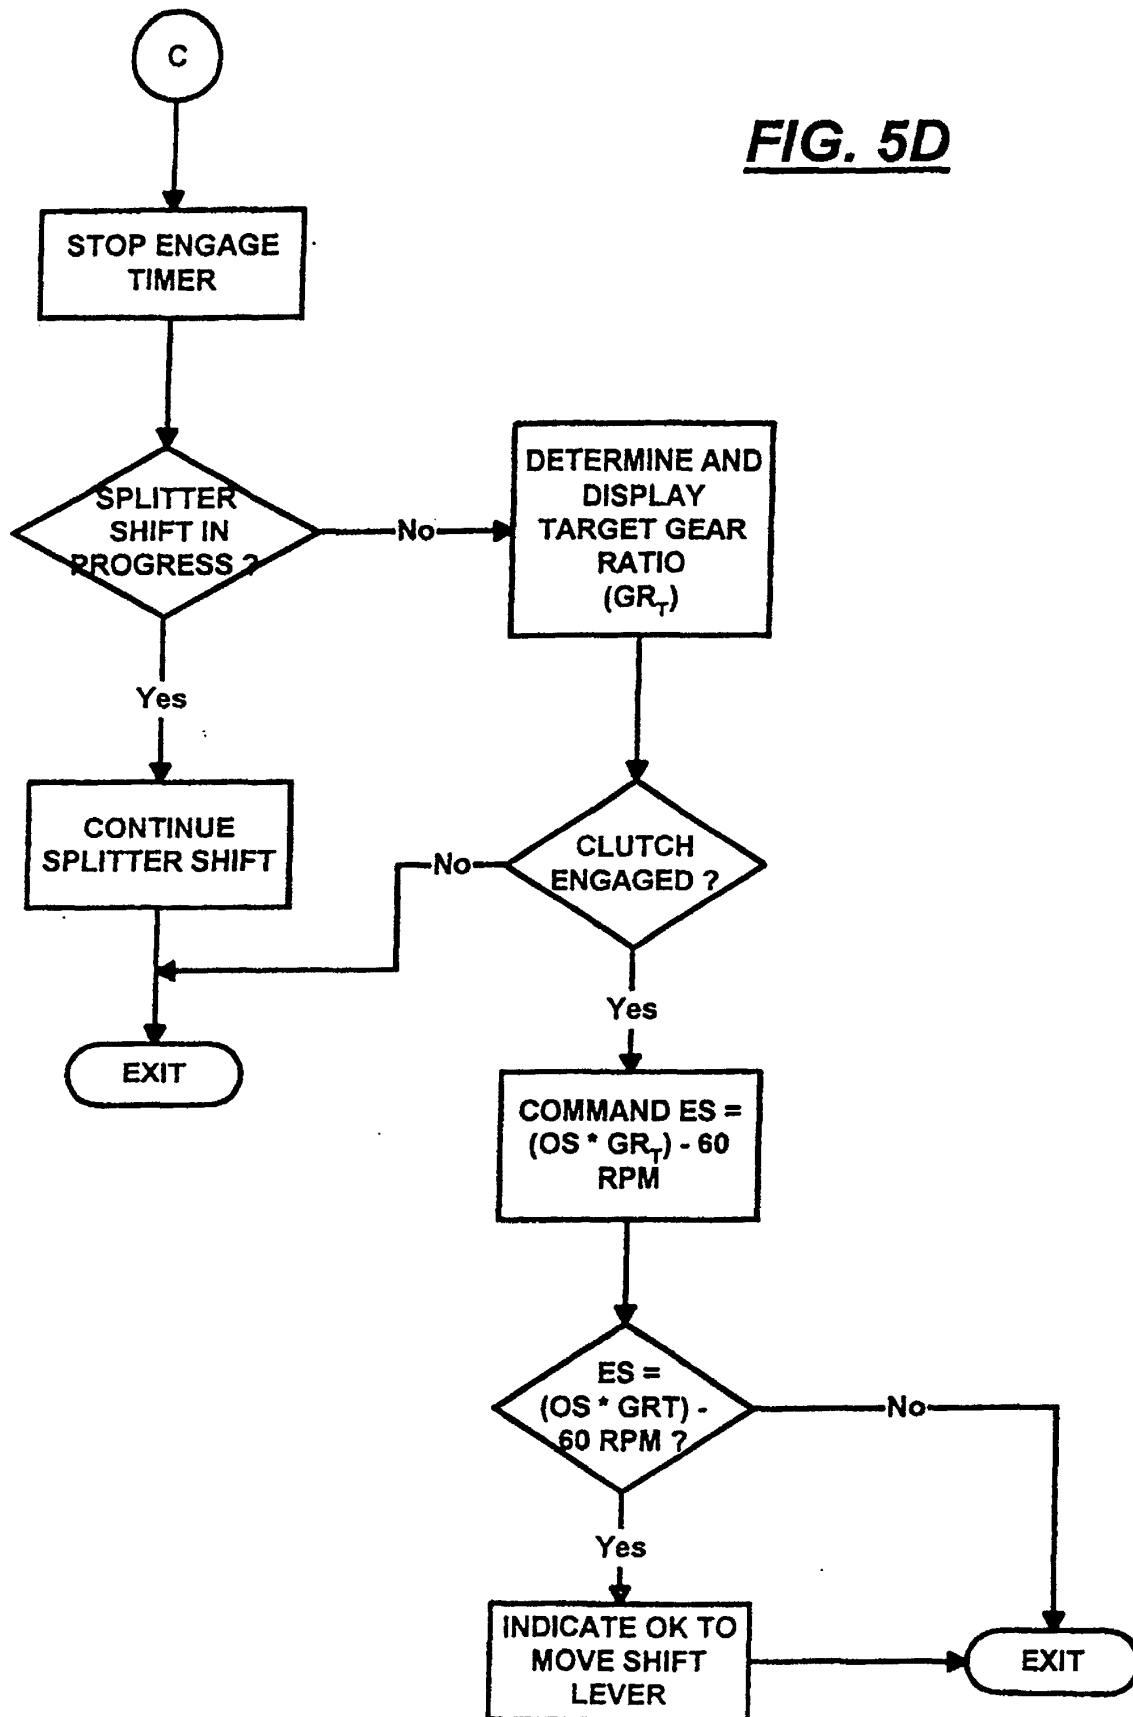 C
FIG. 5D
STOP ENGAGE
TIMER
SPLITTER
SHIFT IN
PROGRESS ?
No
DETERMINE AND
DISPLAY
TARGET GEAR
RATIO
(GR_T)
Yes
CONTINUE
SPLITTER SHIFT
No
CLUTCH
ENGAGED ?
EXIT
Yes
COMMAND ES =
(OS * GR_T) - 60
RPM
ES =
(OS * GRT) -
60 RPM ?
No
Yes
INDICATE OK TO
MOVE SHIFT
LEVER
EXIT